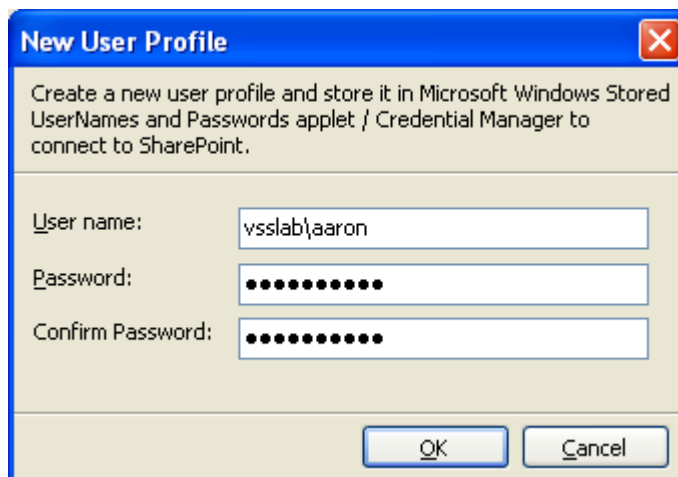 New User Profile
Create a new user profile and store it in Microsoft Windows Stored
UserNames and Passwords applet / Credential Manager to
connect to SharePoint.
User name:
vsslab\aaron
Password:
●●●●●●●●●●
Confirm Password:
●●●●●●●●●●
OK
Cancel